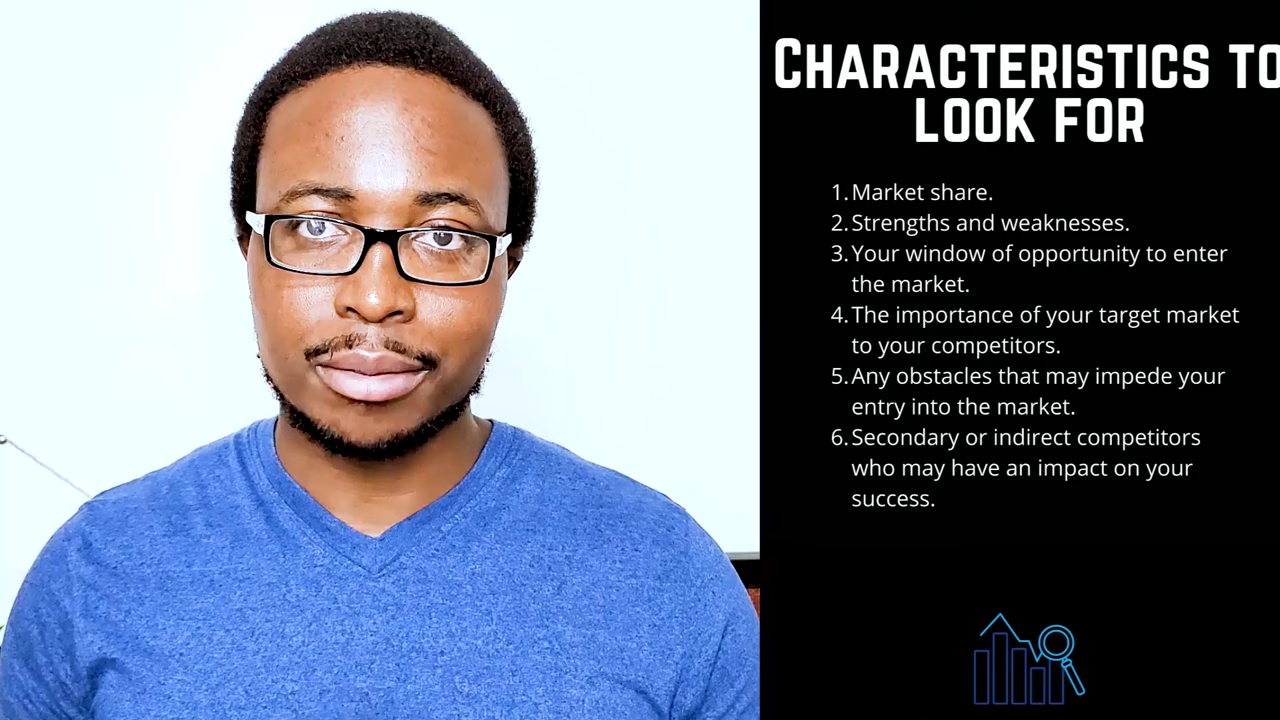 CHARACTERISTICS TO
LOOK FOR
1. Market share.
2. Strengths and weaknesses.
3. Your window of opportunity to enter
the market.
4. The importance of your target market
to your competitors.
5. Any obstacles that may impede your
entry into the market.
6. Secondary or indirect competitors
who may have an impact on your
success.